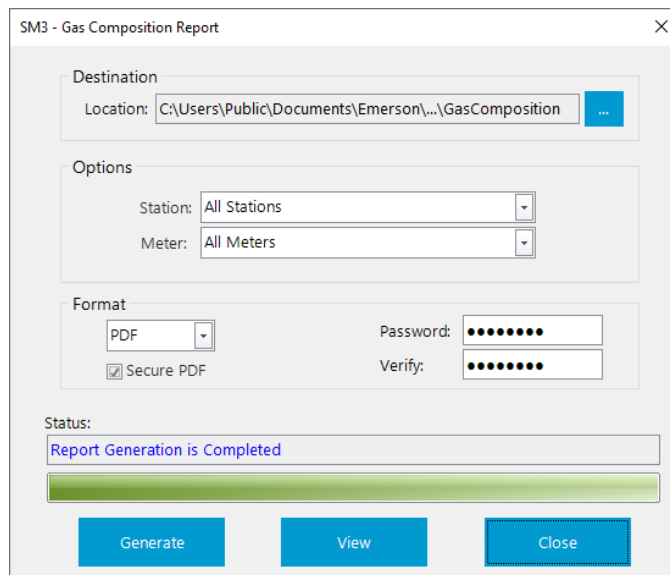 SM3 - Gas Composition Report
Destination
Location: C:\Users\Public\Documents\Emerson\...\GasComposition ...
Options
Station: All Stations
Meter: All Meters
Format
PDF Password: ●●●●●●●●
Secure PDF Verify: ●●●●●●●●
Status:
Report Generation is Completed
Generate View Close